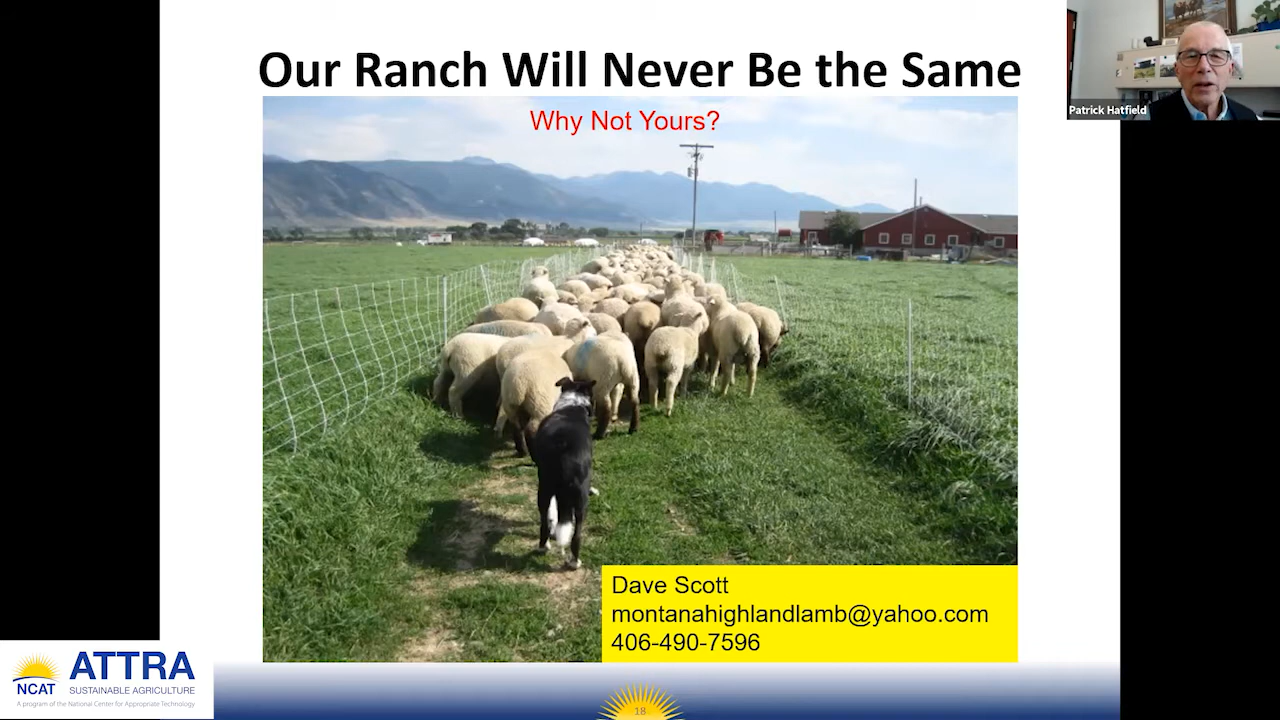 Our Ranch Will Never Be the Same
Why Not Yours?
Patrick Hatfield
Dave Scott
montanahighlandlamb@yahoo.com
406-490-7596
NCAT
ATTRA
SUSTAINABLE AGRICULTURE
A program of the National Center for Appropriate Technology
18